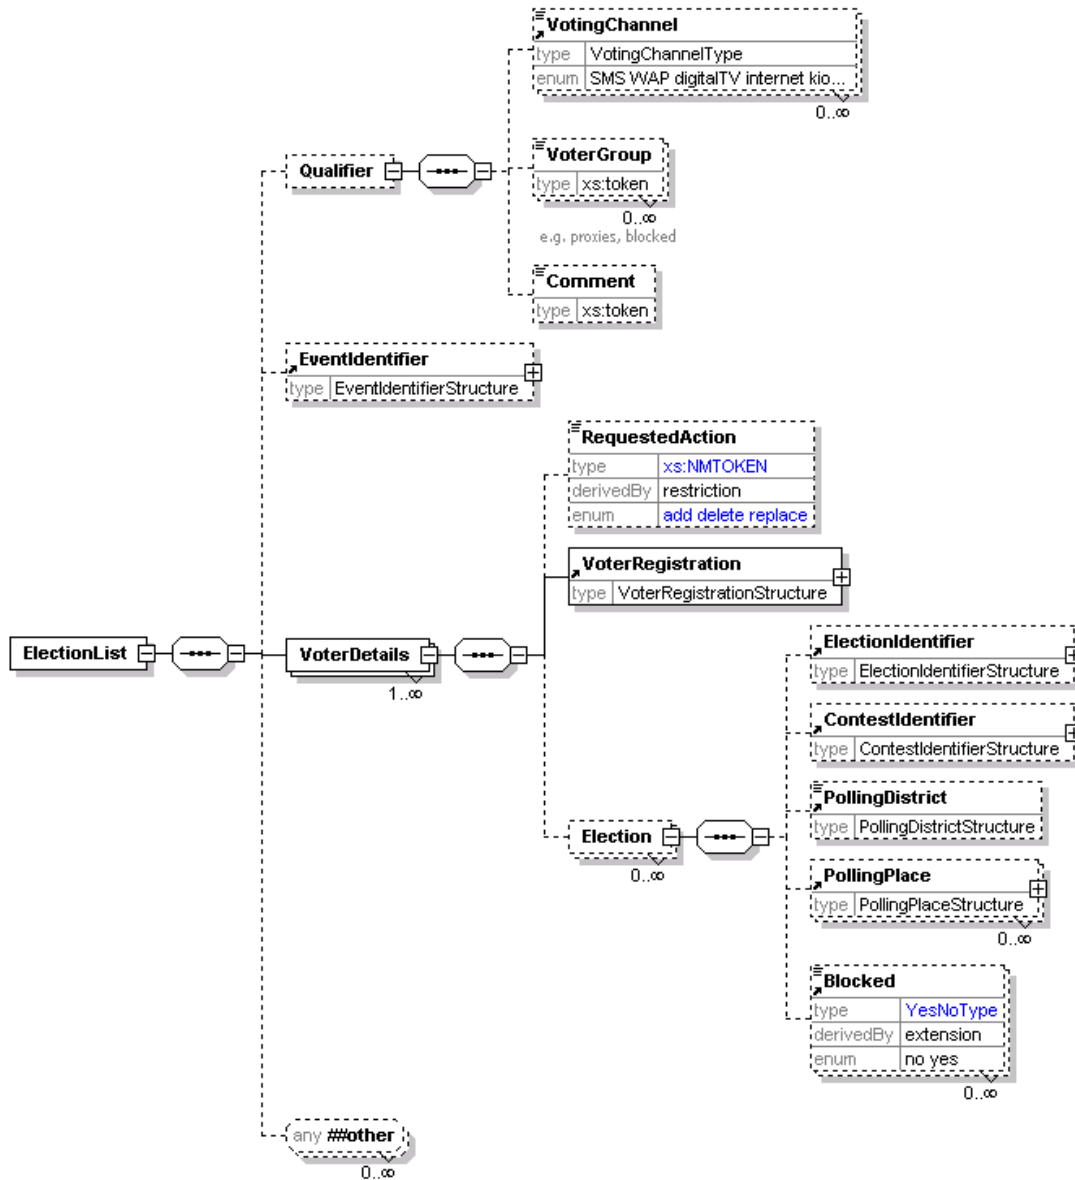 VotingChannel
type VotingChannelType
enum SMS WAP digitalTV internet kio...
0..∞
Qualifier
VoterGroup
type xs:token
0..∞
e.g. proxies, blocked
Comment
type xs:token
EventIdentifier
type EventIdentifierStructure
RequestedAction
type xs:NMTOKEN
derivedBy restriction
enum add delete replace
VoterRegistration
type VoterRegistrationStructure
ElectionList
VoterDetails
1..∞
ElectionIdentifier
type ElectionIdentifierStructure
ContestIdentifier
type ContestIdentifierStructure
PollingDistrict
type PollingDistrictStructure
Election
0..∞
PollingPlace
type PollingPlaceStructure
0..∞
Blocked
type YesNoType
derivedBy extension
enum no yes
0..∞
any ##other
0..∞